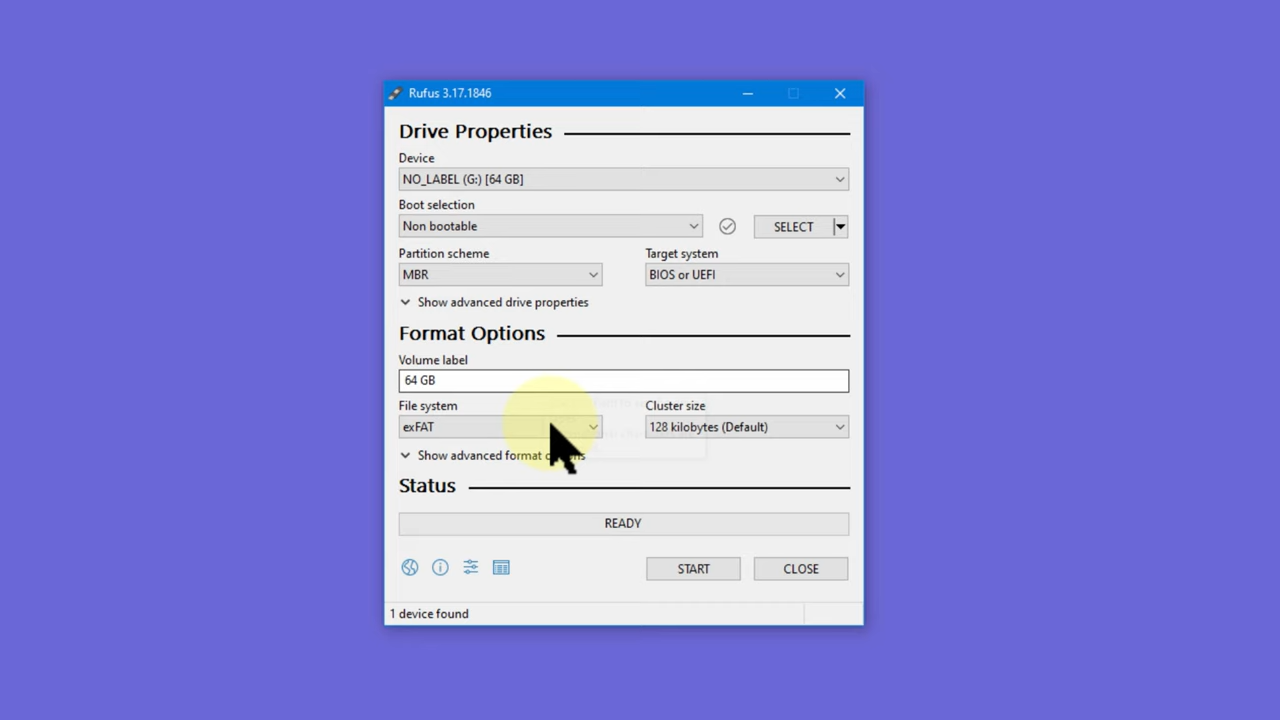 Rufus 3.17.1846
Drive Properties
Device
NO_LABEL (G:) [64 GB]
Boot selection
Non bootable
SELECT
Partition scheme
Target system
MBR
BIOS or UEFI
Show advanced drive properties
Format Options
Volume label
64 GB
File system
Cluster size
exFAT
128 kilobytes (Default)
Show advanced format options
Status
READY
START
CLOSE
1 device found